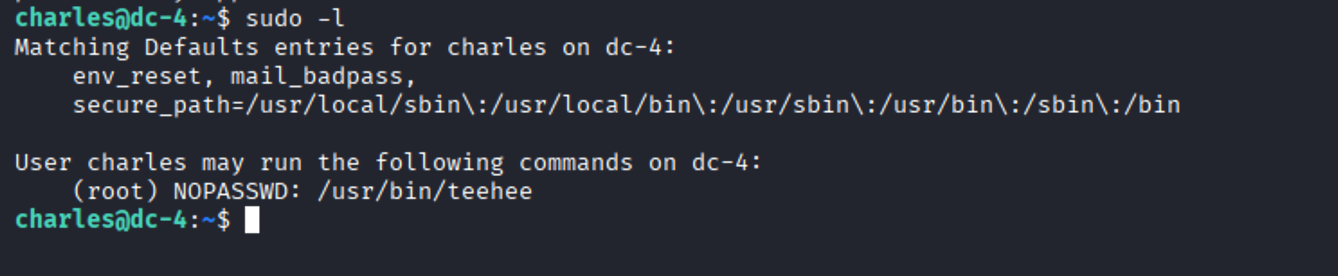 charles@dc-4:~$ sudo -l
Matching Defaults entries for charles on dc-4:
    env_reset, mail_badpass,
    secure_path=/usr/local/sbin\:/usr/local/bin\:/usr/sbin\:/usr/bin\:/sbin\:/bin

User charles may run the following commands on dc-4:
    (root) NOPASSWD: /usr/bin/teehee
charles@dc-4:~$